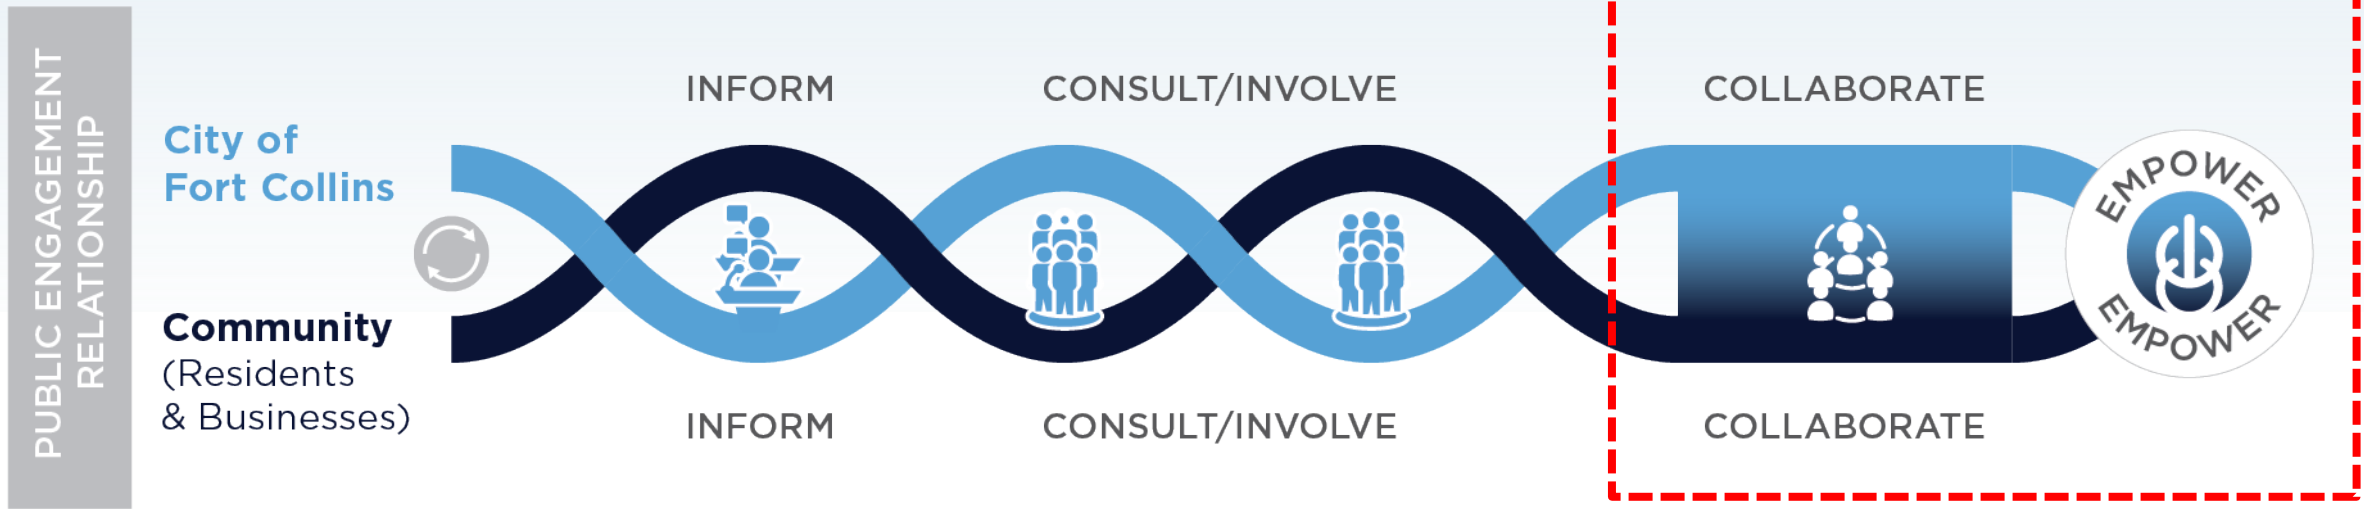 PUBLIC ENGAGEMENT
RELATIONSHIP
City of
Fort Collins
Community
(Residents
& Businesses)
INFORM
CONSULT/INVOLVE
COLLABORATE
EMPOWER
EMPOWER
INFORM
CONSULT/INVOLVE
COLLABORATE